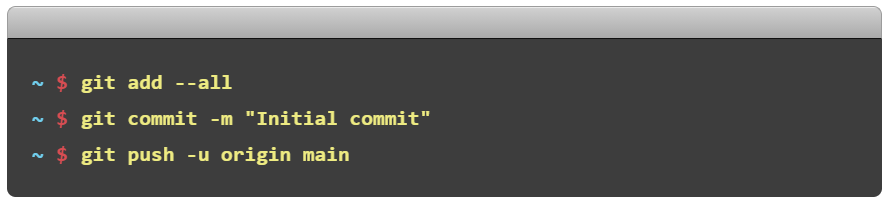 ~ $ git add --all
~ $ git commit -m "Initial commit"
~ $ git push -u origin main